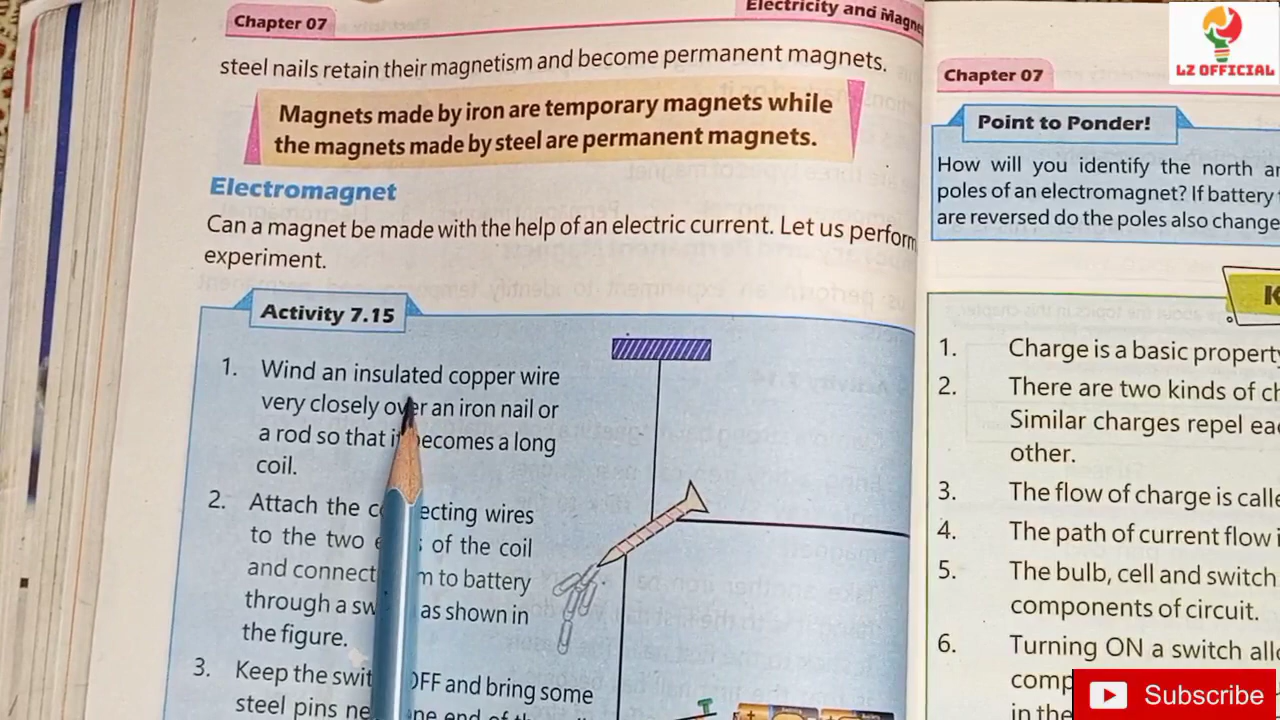 Chapter 07
Electricity and Magne
steel nails retain their magnetism and become permanent magnets.
Magnets made by iron are temporary magnets while
the magnets made by steel are permanent magnets.
Electromagnet
Can a magnet be made with the help of an electric current. Let us perform
experiment.
Activity 7.15
1. Wind an insulated copper wire
very closely over an iron nail or
a rod so that it becomes a long
coil.
2. Attach the c ecting wires
to the two of the coil
and connect m to battery
through a sw as shown in
the figure.
3. Keep the swit OFF and bring some
steel pins ne one end of
Chapter 07
Point to Ponder!
How will you identify the north a
poles of an electromagnet? If battery
are reversed do the poles also change
K
1. Charge is a basic property
2. There are two kinds of ch
Similar charges repel ea
other.
3. The flow of charge is calle
4. The path of current flow i
5. The bulb, cell and switch
components of circuit.
6. Turning ON a switch allo
comp
in the
LZ OFFICIAL
Subscribe